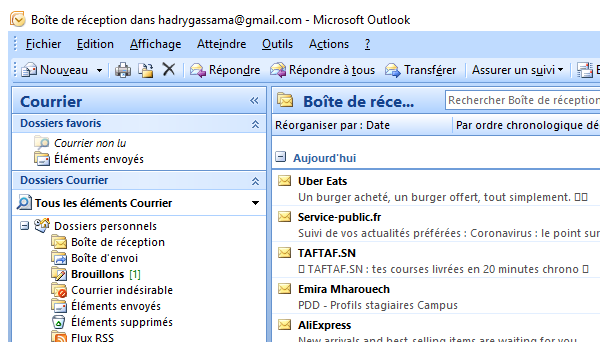 Boîte de réception dans hadrygassama@gmail.com - Microsoft Outlook
Fichier Edition Affichage Atteindre Outils Actions ?
Nouveau Répondre Répondre à tous Transférer Assurer un suivi
Courrier «
Dossiers favoris
Courrier non lu
Éléments envoyés
Dossiers Courrier
Tous les éléments Courrier
Dossiers personnels
Boîte de réception
Boîte d'envoi
Brouillons [1]
Courrier indésirable
Éléments envoyés
Éléments supprimés
Flux RSS
Boîte de réce...
Rechercher Boîte de réception
Réorganiser par : Date
Par ordre chronologique dé
Aujourd'hui
Uber Eats
Un burger acheté, un burger offert, tout simplement.
Service-public.fr
Suivi de vos actualités préférées : Coronavirus : le point sur
TAFTAF.SN
TAFTAF.SN : tes courses livrées en 20 minutes chrono
Emira Mharouech
PDD - Profils stagiaires Campus
AliExpress
New arrivals and best-selling items are waiting for you